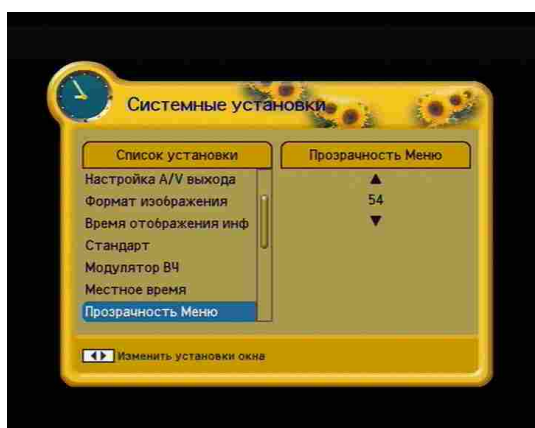 Системные установки
Список установки
Прозрачность Меню
Настройка A/V выхода
Формат изображения
54
Время отображения инф
Стандарт
Модулятор ВЧ
Местное время
Прозрачность Меню
Изменить установки окна